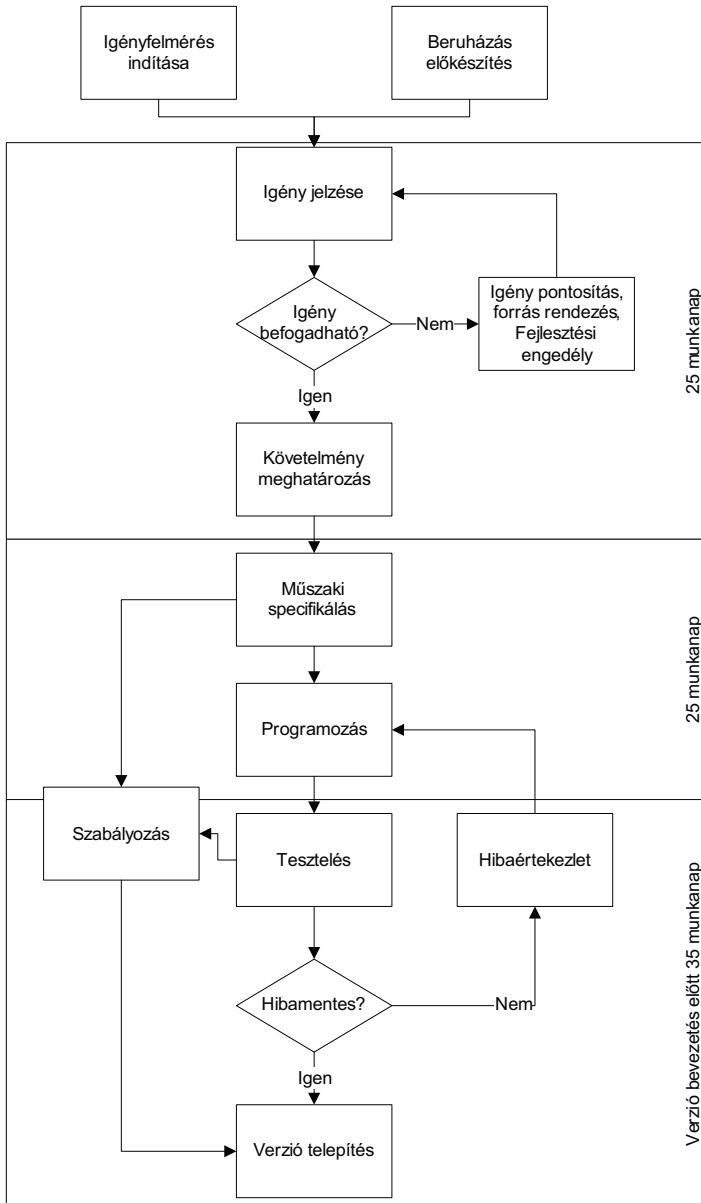 Igényfelmérés
indítása
Beruházás
előkészítés
Igény jelzése
Igény
befogadható?
Nem
Igény pontosítás,
forrás rendezés,
Fejlesztési
engedély
Igen
Követelmény
meghatározás
25 munkanap
Műszaki
specifikálás
Programozás
25 munkanap
Szabályozás
Tesztelés
Hibaértekezlet
Hibamentes?
Nem
Igen
Verzió telepítés
Verzió bevezetés előtt 35 munkanap